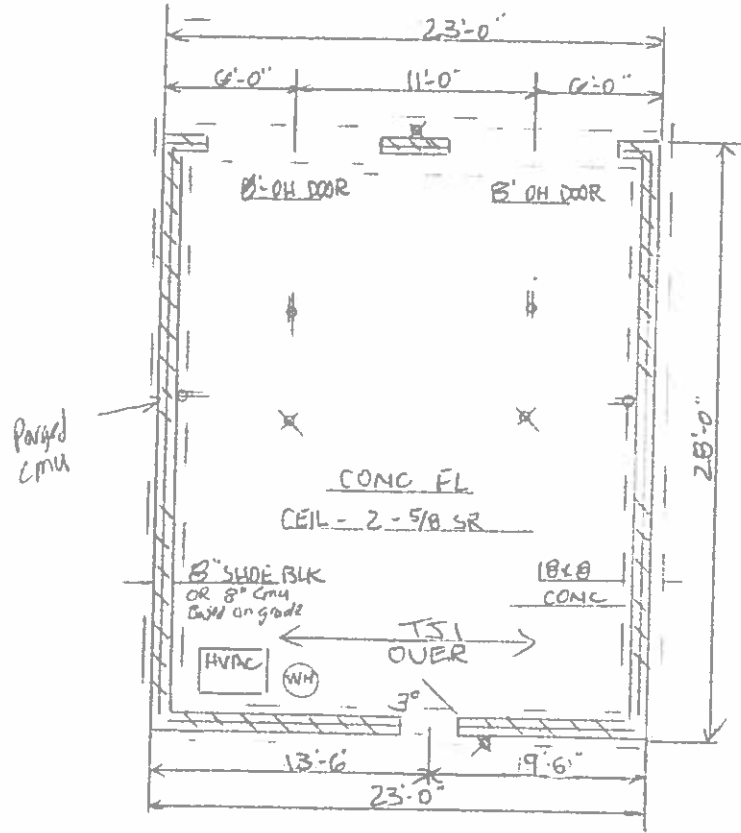 23'-0"
6'-0" 11'-0" 6'-0"
8'-OH DOOR
8' OH DOOR
28'-0"
Parged
CMU
CONC FL
CEIL - 2 - 5/8 SR
8" SHOE BLK
OR 8" CMU
Based on grade
18x8
CONC
TJI
OVER
HVAC
WH
3°
13'-6" 9'-6"
23'-0"